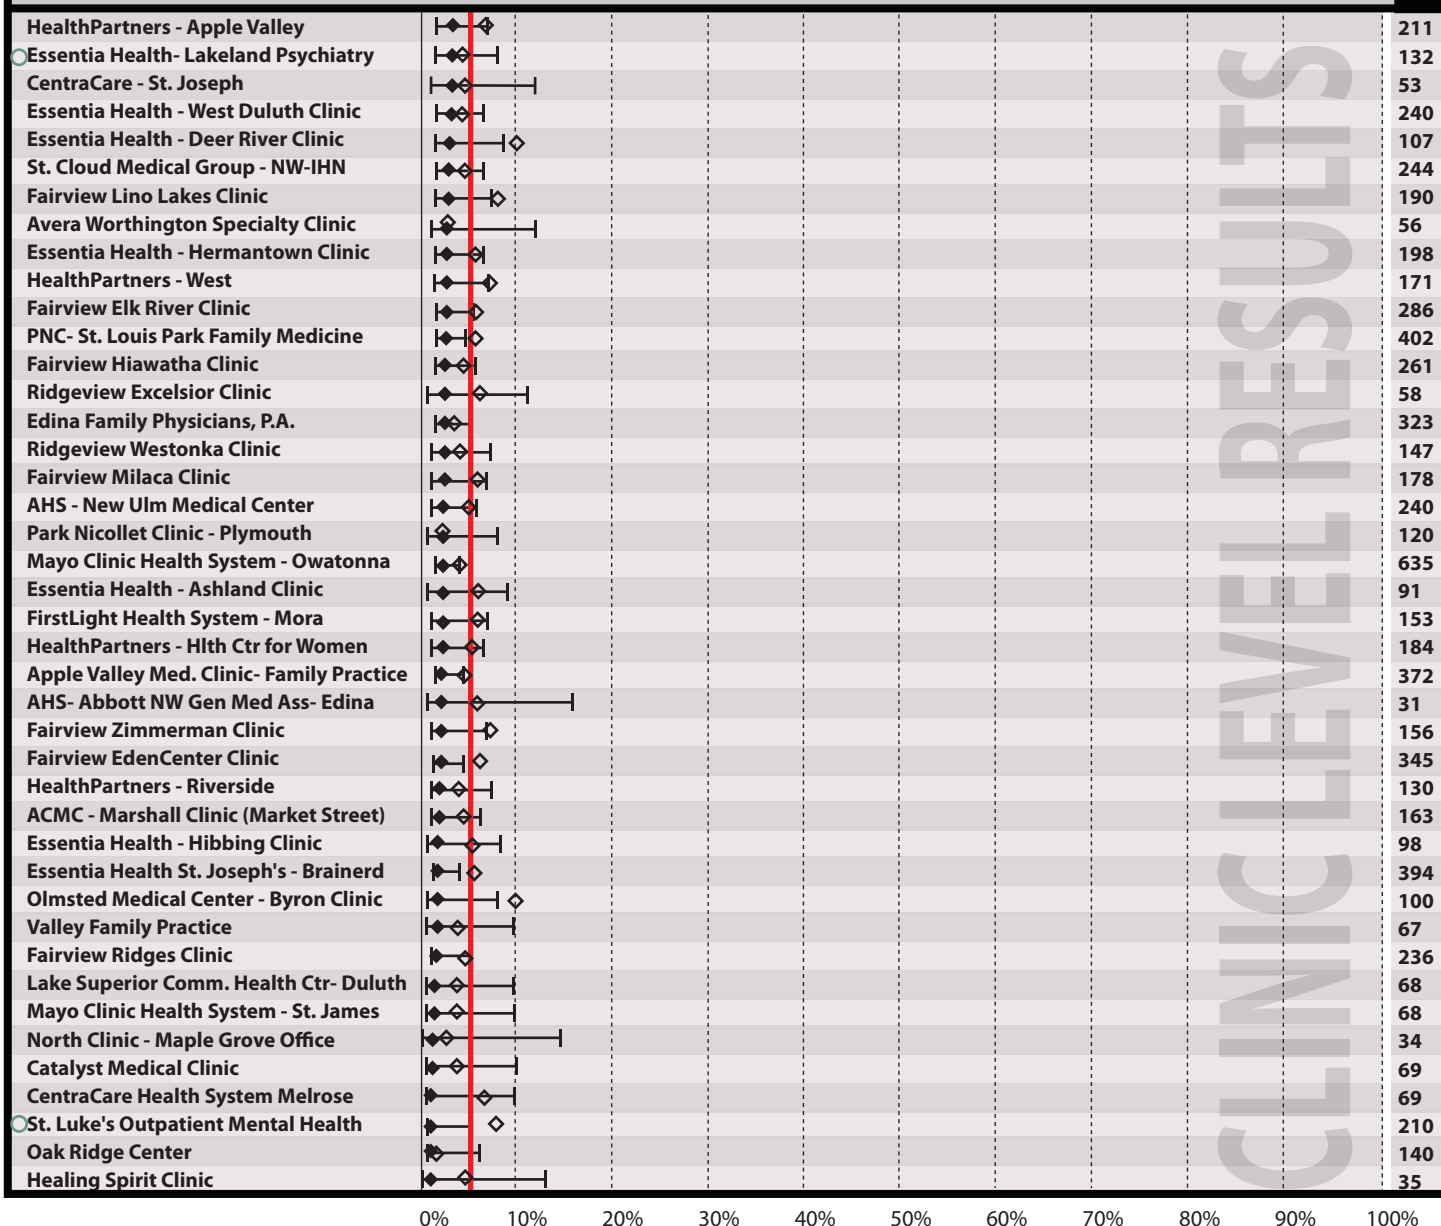 HealthPartners - Apple Valley 211
Essentia Health- Lakeland Psychiatry 132
CentraCare - St. Joseph 53
Essentia Health - West Duluth Clinic 240
Essentia Health - Deer River Clinic 107
St. Cloud Medical Group - NW-IHN 244
Fairview Lino Lakes Clinic 190
Avera Worthington Specialty Clinic 56
Essentia Health - Hermantown Clinic 198
HealthPartners - West 171
Fairview Elk River Clinic 286
PNC- St. Louis Park Family Medicine 402
Fairview Hiawatha Clinic 261
Ridgeview Excelsior Clinic 58
Edina Family Physicians, P.A. 323
Ridgeview Westonka Clinic 147
Fairview Milaca Clinic 178
AHS - New Ulm Medical Center 240
Park Nicollet Clinic - Plymouth 120
Mayo Clinic Health System - Owatonna 635
Essentia Health - Ashland Clinic 91
FirstLight Health System - Mora 153
HealthPartners - Hlth Ctr for Women 184
Apple Valley Med. Clinic- Family Practice 372
AHS- Abbott NW Gen Med Ass- Edina 31
Fairview Zimmerman Clinic 156
Fairview EdenCenter Clinic 345
HealthPartners - Riverside 130
ACMC - Marshall Clinic (Market Street) 163
Essentia Health - Hibbing Clinic 98
Essentia Health St. Joseph's - Brainerd 394
Olmsted Medical Center - Byron Clinic 100
Valley Family Practice 67
Fairview Ridges Clinic 236
Lake Superior Comm. Health Ctr- Duluth 68
Mayo Clinic Health System - St. James 68
North Clinic - Maple Grove Office 34
Catalyst Medical Clinic 69
CentraCare Health System Melrose 69
St. Luke's Outpatient Mental Health 210
Oak Ridge Center 140
Healing Spirit Clinic 35
0% 10% 20% 30% 40% 50% 60% 70% 80% 90% 100%
CLINIC LEVEL RESULTS